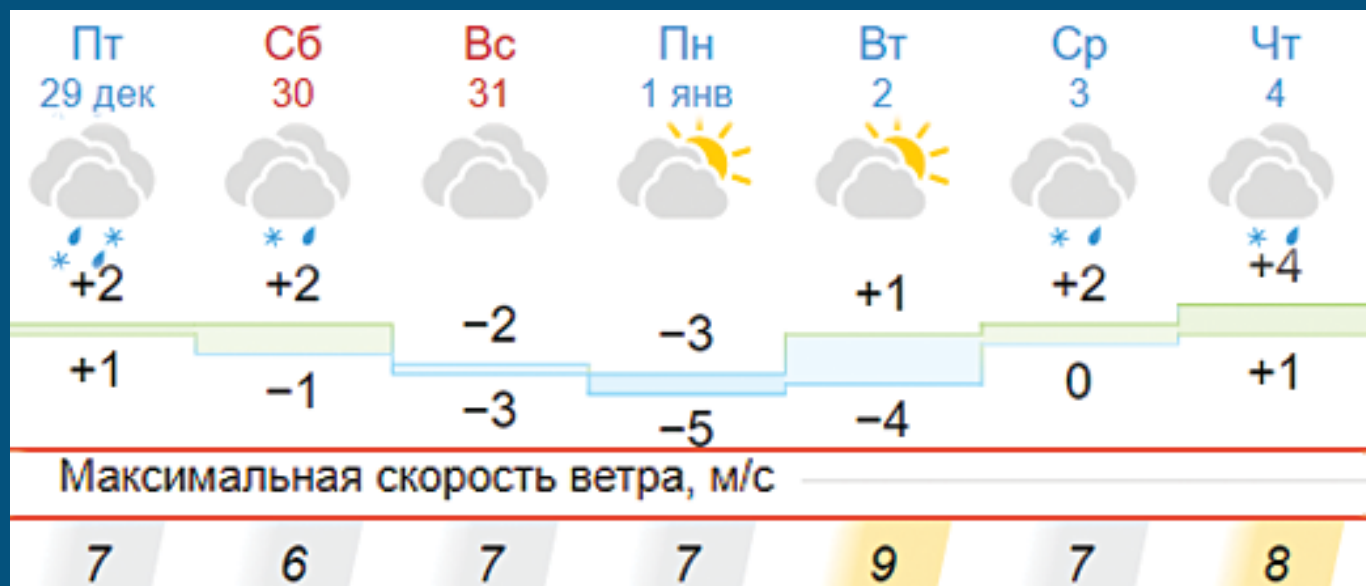 Пт Сб Вс Пн Вт Ср Чт
29 дек 30 31 1 янв 2 3 4
+2 +2 −2 −3 +1 +2 +4
+1 −1 −3 −5 −4 0 +1
Максимальная скорость ветра, м/с
7 6 7 7 9 7 8